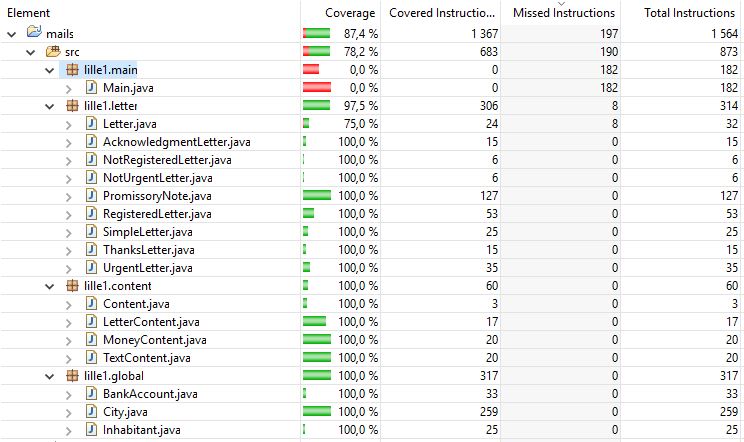 Element Coverage Covered Instructio... Missed Instructions Total Instructions
mails 87,4 % 1 367 197 1 564
src 78,2 % 683 190 873
lille1.main 0,0 % 0 182 182
Main.java 0,0 % 0 182 182
lille1.letter 97,5 % 306 8 314
Letter.java 75,0 % 24 8 32
AcknowledgmentLetter.java 100,0 % 15 0 15
NotRegisteredLetter.java 100,0 % 6 0 6
NotUrgentLetter.java 100,0 % 6 0 6
PromissoryNote.java 100,0 % 127 0 127
RegisteredLetter.java 100,0 % 53 0 53
SimpleLetter.java 100,0 % 25 0 25
ThanksLetter.java 100,0 % 15 0 15
UrgentLetter.java 100,0 % 35 0 35
lille1.content 100,0 % 60 0 60
Content.java 100,0 % 3 0 3
LetterContent.java 100,0 % 17 0 17
MoneyContent.java 100,0 % 20 0 20
TextContent.java 100,0 % 20 0 20
lille1.global 100,0 % 317 0 317
BankAccount.java 100,0 % 33 0 33
City.java 100,0 % 259 0 259
Inhabitant.java 100,0 % 25 0 25